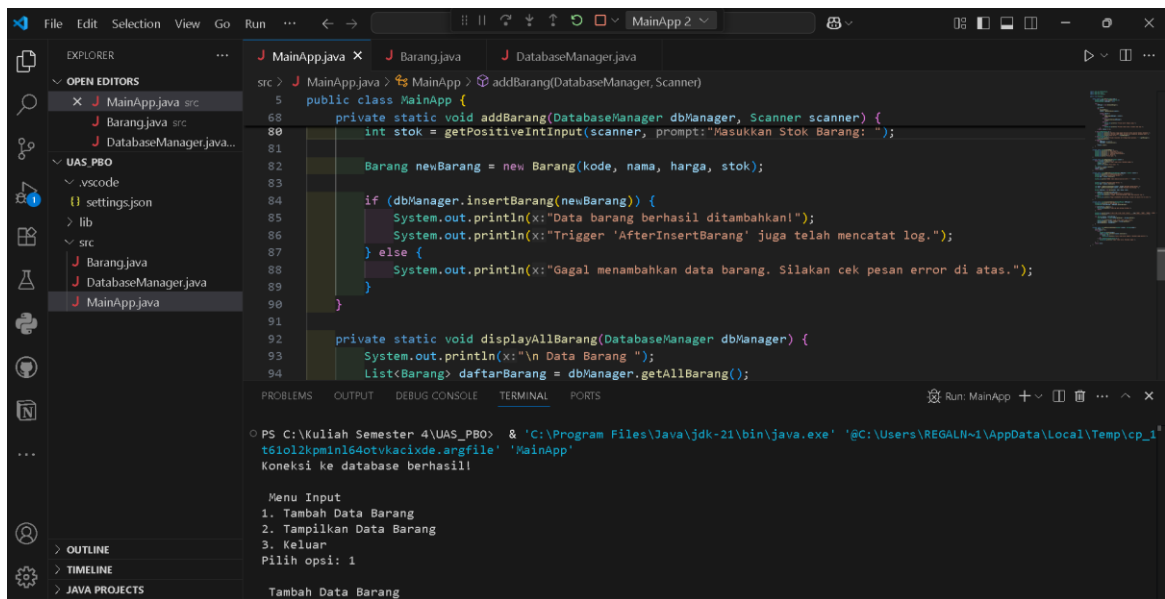 File Edit Selection View Go Run ··· MainApp 2
EXPLORER ···
OPEN EDITORS
MainApp.java src
Barang.java src
DatabaseManager.java...
UAS_PBO
.vscode
settings.json
lib
src
Barang.java
DatabaseManager.java
MainApp.java
OUTLINE
TIMELINE
JAVA PROJECTS
1
MainApp.java Barang.java DatabaseManager.java
src > MainApp.java > MainApp > addBarang(DatabaseManager, Scanner)
5 public class MainApp {
68 private static void addBarang(DatabaseManager dbManager, Scanner scanner) {
80 int stok = getPositiveIntInput(scanner, prompt:"Masukkan Stok Barang: ");
81
82 Barang newBarang = new Barang(kode, nama, harga, stok);
83
84 if (dbManager.insertBarang(newBarang)) {
85 System.out.println(x:"Data barang berhasil ditambahkan!");
86 System.out.println(x:"Trigger 'AfterInsertBarang' juga telah mencatat log.");
87 } else {
88 System.out.println(x:"Gagal menambahkan data barang. Silakan cek pesan error di atas.");
89 }
90 }
91
92 private static void displayAllBarang(DatabaseManager dbManager) {
93 System.out.println(x:"\n Data Barang ");
94 List<Barang> daftarBarang = dbManager.getAllBarang();
PROBLEMS OUTPUT DEBUG CONSOLE TERMINAL PORTS Run: MainApp
PS C:\Kuliah Semester 4\UAS_PBO> & 'C:\Program Files\Java\jdk-21\bin\java.exe' '@C:\Users\REGALN~1\AppData\Local\Temp\cp_1
t61ol2kpm1nl64otvkacixde.argfile' 'MainApp'
Koneksi ke database berhasil!
Menu Input
1. Tambah Data Barang
2. Tampilkan Data Barang
3. Keluar
Pilih opsi: 1
Tambah Data Barang